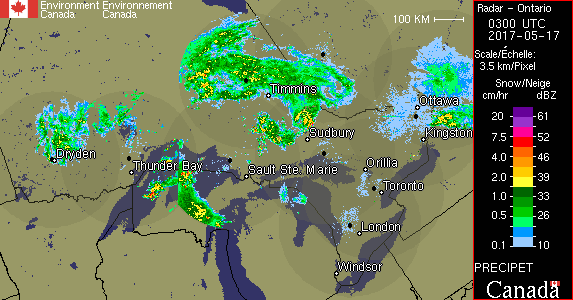 Environment Environnement
Canada Canada
100 KM
Timmins
Ottawa
Kingston
Sudbury
Dryden
Thunder Bay
Sault Ste. Marie
Orillia
Toronto
London
Windsor
Radar - Ontario
0300 UTC
2017-05-17
Scale/Échelle:
3.5 km/Pixel
Snow/Neige
cm/hr dBZ
20 61
7.5 52
4.0 46
2.0 39
1.0 33
0.5 26
0.1 10
PRECIPET
Canada